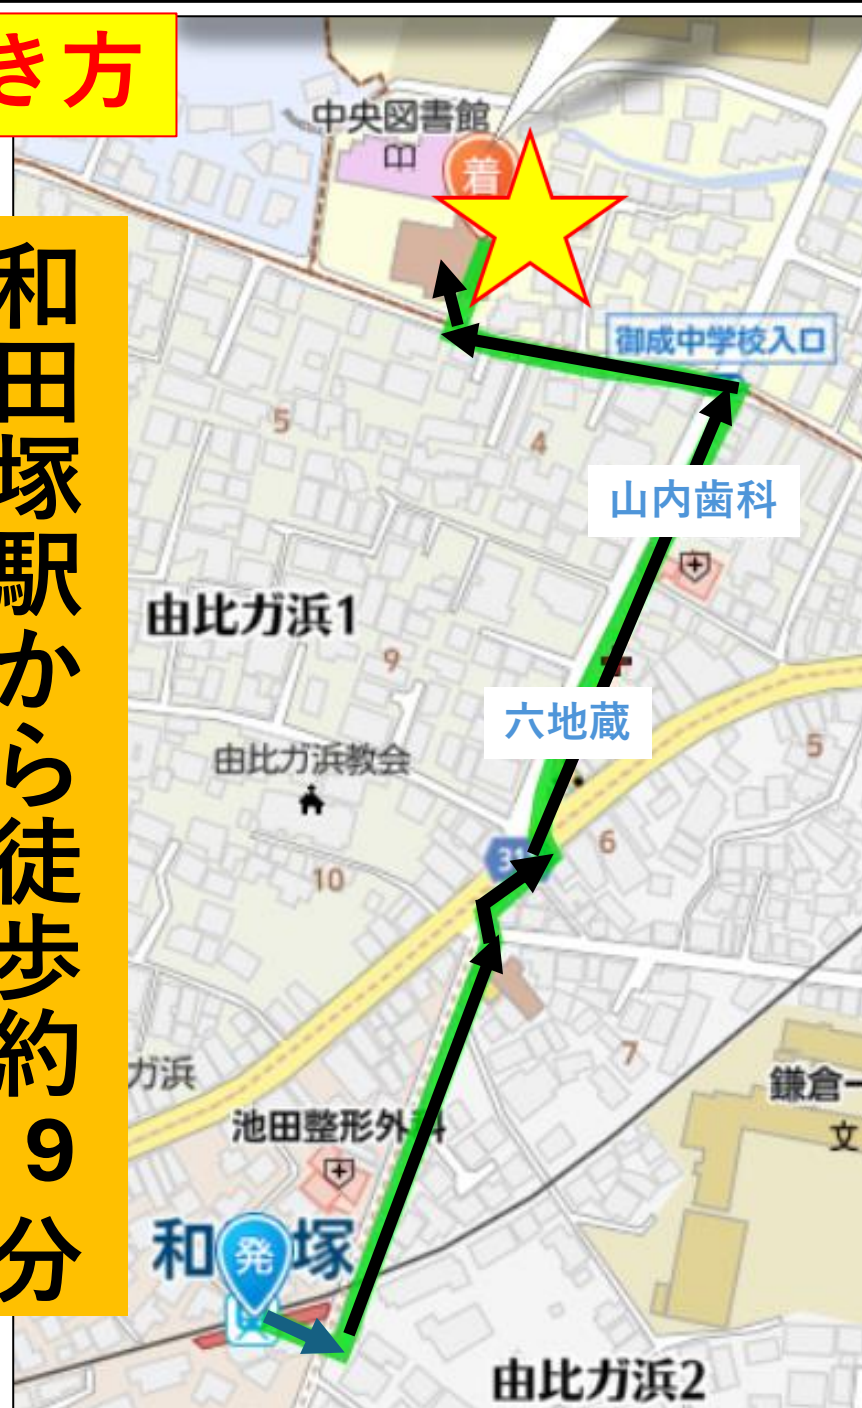 き方
和田塚駅から徒歩約9分
中央図書館
着
御成中学校入口
5
4
山内歯科
由比ガ浜1
9
六地蔵
由比ガ浜教会
5
6
10
7
ガ浜
鎌倉一
文
池田整形外科
和
発
塚
由比ガ浜2